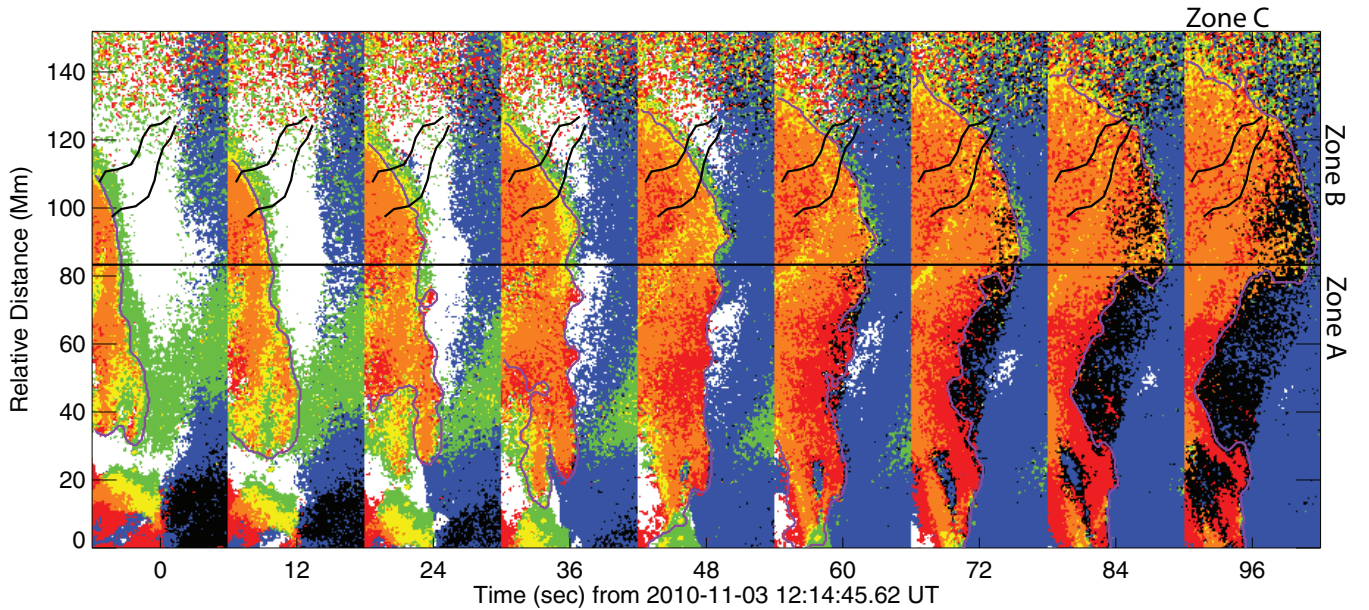 Zone C
140
120
100
80
60
40
20
0
Relative Distance (Mm)
Zone B
Zone A
0 12 24 36 48 60 72 84 96
Time (sec) from 2010-11-03 12:14:45.62 UT